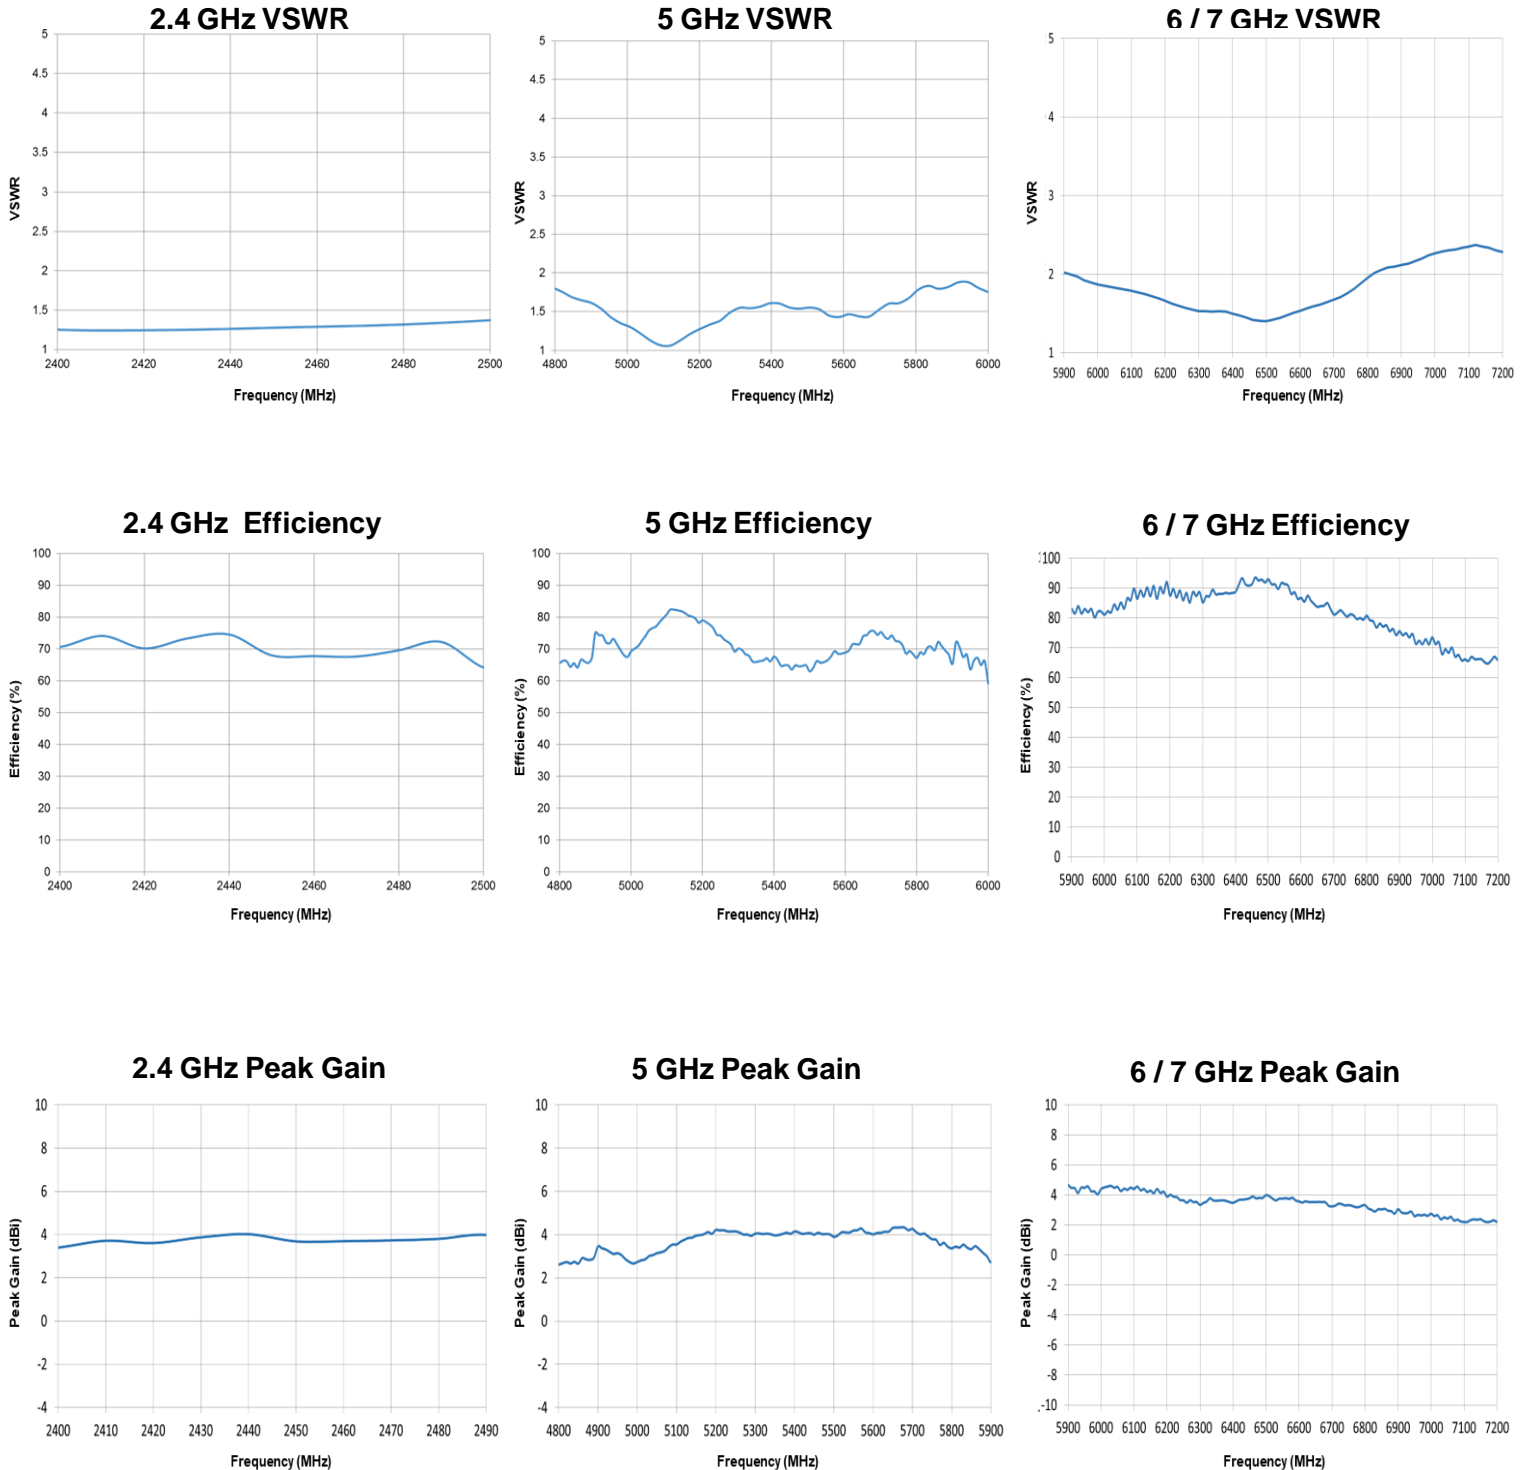 2.4 GHz VSWR
5
4.5
4
3.5
3
2.5
2
1.5
1
VSWR
2400 2420 2440 2460 2480 2500
Frequency (MHz)
5 GHz VSWR
5
4.5
4
3.5
3
2.5
2
1.5
1
VSWR
4800 5000 5200 5400 5600 5800 6000
Frequency (MHz)
6 / 7 GHz VSWR
5
4
3
2
1
VSWR
5900 6000 6100 6200 6300 6400 6500 6600 6700 6800 6900 7000 7100 7200
Frequency (MHz)
2.4 GHz Efficiency
100
90
80
70
60
50
40
30
20
10
0
Efficiency (%)
2400 2420 2440 2460 2480 2500
Frequency (MHz)
5 GHz Efficiency
100
90
80
70
60
50
40
30
20
10
0
Efficiency (%)
4800 5000 5200 5400 5600 5800 6000
Frequency (MHz)
6 / 7 GHz Efficiency
100
90
80
70
60
50
40
30
20
10
0
Efficiency (%)
5900 6000 6100 6200 6300 6400 6500 6600 6700 6800 6900 7000 7100 7200
Frequency (MHz)
2.4 GHz Peak Gain
10
8
6
4
2
0
-2
-4
Peak Gain (dBi)
2400 2410 2420 2430 2440 2450 2460 2470 2480 2490
Frequency (MHz)
5 GHz Peak Gain
10
8
6
4
2
0
-2
-4
Peak Gain (dBi)
4800 4900 5000 5100 5200 5300 5400 5500 5600 5700 5800 5900
Frequency (MHz)
6 / 7 GHz Peak Gain
10
8
6
4
2
0
-2
-4
-6
-8
-10
Peak Gain (dBi)
5900 6000 6100 6200 6300 6400 6500 6600 6700 6800 6900 7000 7100 7200
Frequency (MHz)